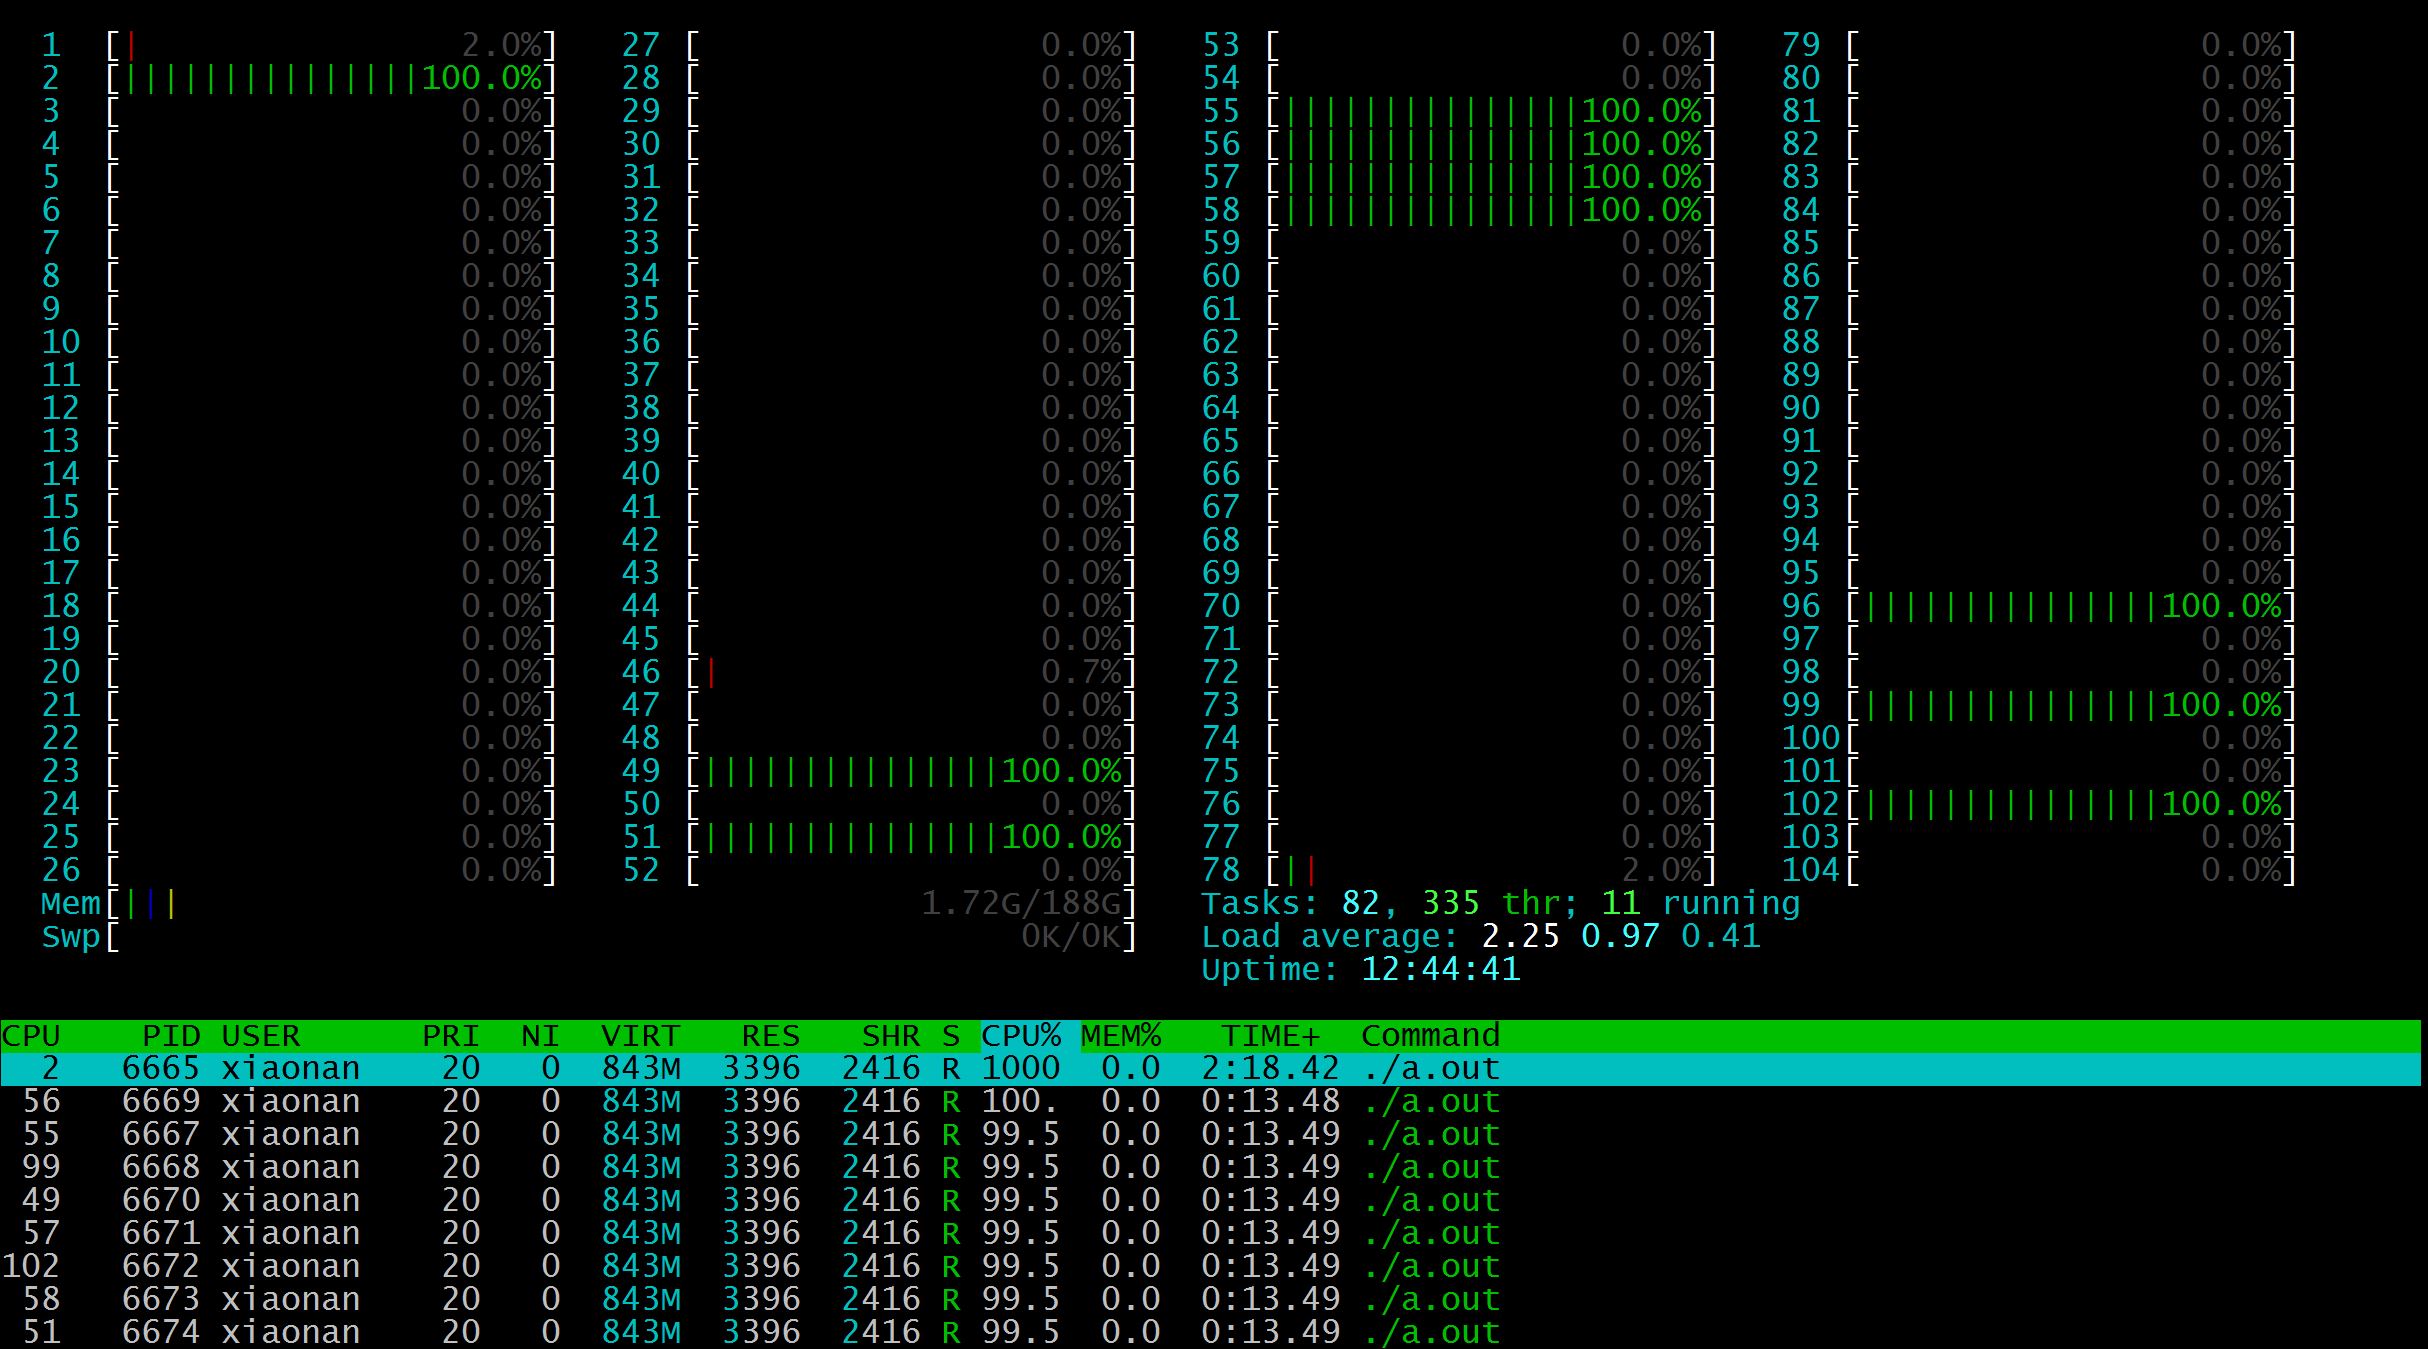 1 [| 2.0%] 27 [ 0.0%] 53 [ 0.0%] 79 [ 0.0%]
2 [|||||||||||||||100.0%] 28 [ 0.0%] 54 [ 0.0%] 80 [ 0.0%]
3 [ 0.0%] 29 [ 0.0%] 55 [|||||||||||||||100.0%] 81 [ 0.0%]
4 [ 0.0%] 30 [ 0.0%] 56 [|||||||||||||||100.0%] 82 [ 0.0%]
5 [ 0.0%] 31 [ 0.0%] 57 [|||||||||||||||100.0%] 83 [ 0.0%]
6 [ 0.0%] 32 [ 0.0%] 58 [|||||||||||||||100.0%] 84 [ 0.0%]
7 [ 0.0%] 33 [ 0.0%] 59 [ 0.0%] 85 [ 0.0%]
8 [ 0.0%] 34 [ 0.0%] 60 [ 0.0%] 86 [ 0.0%]
9 [ 0.0%] 35 [ 0.0%] 61 [ 0.0%] 87 [ 0.0%]
10 [ 0.0%] 36 [ 0.0%] 62 [ 0.0%] 88 [ 0.0%]
11 [ 0.0%] 37 [ 0.0%] 63 [ 0.0%] 89 [ 0.0%]
12 [ 0.0%] 38 [ 0.0%] 64 [ 0.0%] 90 [ 0.0%]
13 [ 0.0%] 39 [ 0.0%] 65 [ 0.0%] 91 [ 0.0%]
14 [ 0.0%] 40 [ 0.0%] 66 [ 0.0%] 92 [ 0.0%]
15 [ 0.0%] 41 [ 0.0%] 67 [ 0.0%] 93 [ 0.0%]
16 [ 0.0%] 42 [ 0.0%] 68 [ 0.0%] 94 [ 0.0%]
17 [ 0.0%] 43 [ 0.0%] 69 [ 0.0%] 95 [ 0.0%]
18 [ 0.0%] 44 [ 0.0%] 70 [ 0.0%] 96 [|||||||||||||||100.0%]
19 [ 0.0%] 45 [ 0.0%] 71 [ 0.0%] 97 [ 0.0%]
20 [ 0.0%] 46 [| 0.7%] 72 [ 0.0%] 98 [ 0.0%]
21 [ 0.0%] 47 [ 0.0%] 73 [ 0.0%] 99 [|||||||||||||||100.0%]
22 [ 0.0%] 48 [ 0.0%] 74 [ 0.0%] 100[ 0.0%]
23 [ 0.0%] 49 [|||||||||||||||100.0%] 75 [ 0.0%] 101[ 0.0%]
24 [ 0.0%] 50 [ 0.0%] 76 [ 0.0%] 102[|||||||||||||||100.0%]
25 [ 0.0%] 51 [|||||||||||||||100.0%] 77 [ 0.0%] 103[ 0.0%]
26 [ 0.0%] 52 [ 0.0%] 78 [|| 2.0%] 104[ 0.0%]
Mem[||| 1.72G/188G] Tasks: 82, 335 thr; 11 running
Swp[ 0K/0K] Load average: 2.25 0.97 0.41
Uptime: 12:44:41
CPU PID USER PRI NI VIRT RES SHR S CPU% MEM% TIME+ Command
2 6665 xiaonan 20 0 843M 3396 2416 R 1000 0.0 2:18.42 ./a.out
56 6669 xiaonan 20 0 843M 3396 2416 R 100. 0.0 0:13.48 ./a.out
55 6667 xiaonan 20 0 843M 3396 2416 R 99.5 0.0 0:13.49 ./a.out
99 6668 xiaonan 20 0 843M 3396 2416 R 99.5 0.0 0:13.49 ./a.out
49 6670 xiaonan 20 0 843M 3396 2416 R 99.5 0.0 0:13.49 ./a.out
57 6671 xiaonan 20 0 843M 3396 2416 R 99.5 0.0 0:13.49 ./a.out
102 6672 xiaonan 20 0 843M 3396 2416 R 99.5 0.0 0:13.49 ./a.out
58 6673 xiaonan 20 0 843M 3396 2416 R 99.5 0.0 0:13.49 ./a.out
51 6674 xiaonan 20 0 843M 3396 2416 R 99.5 0.0 0:13.49 ./a.out